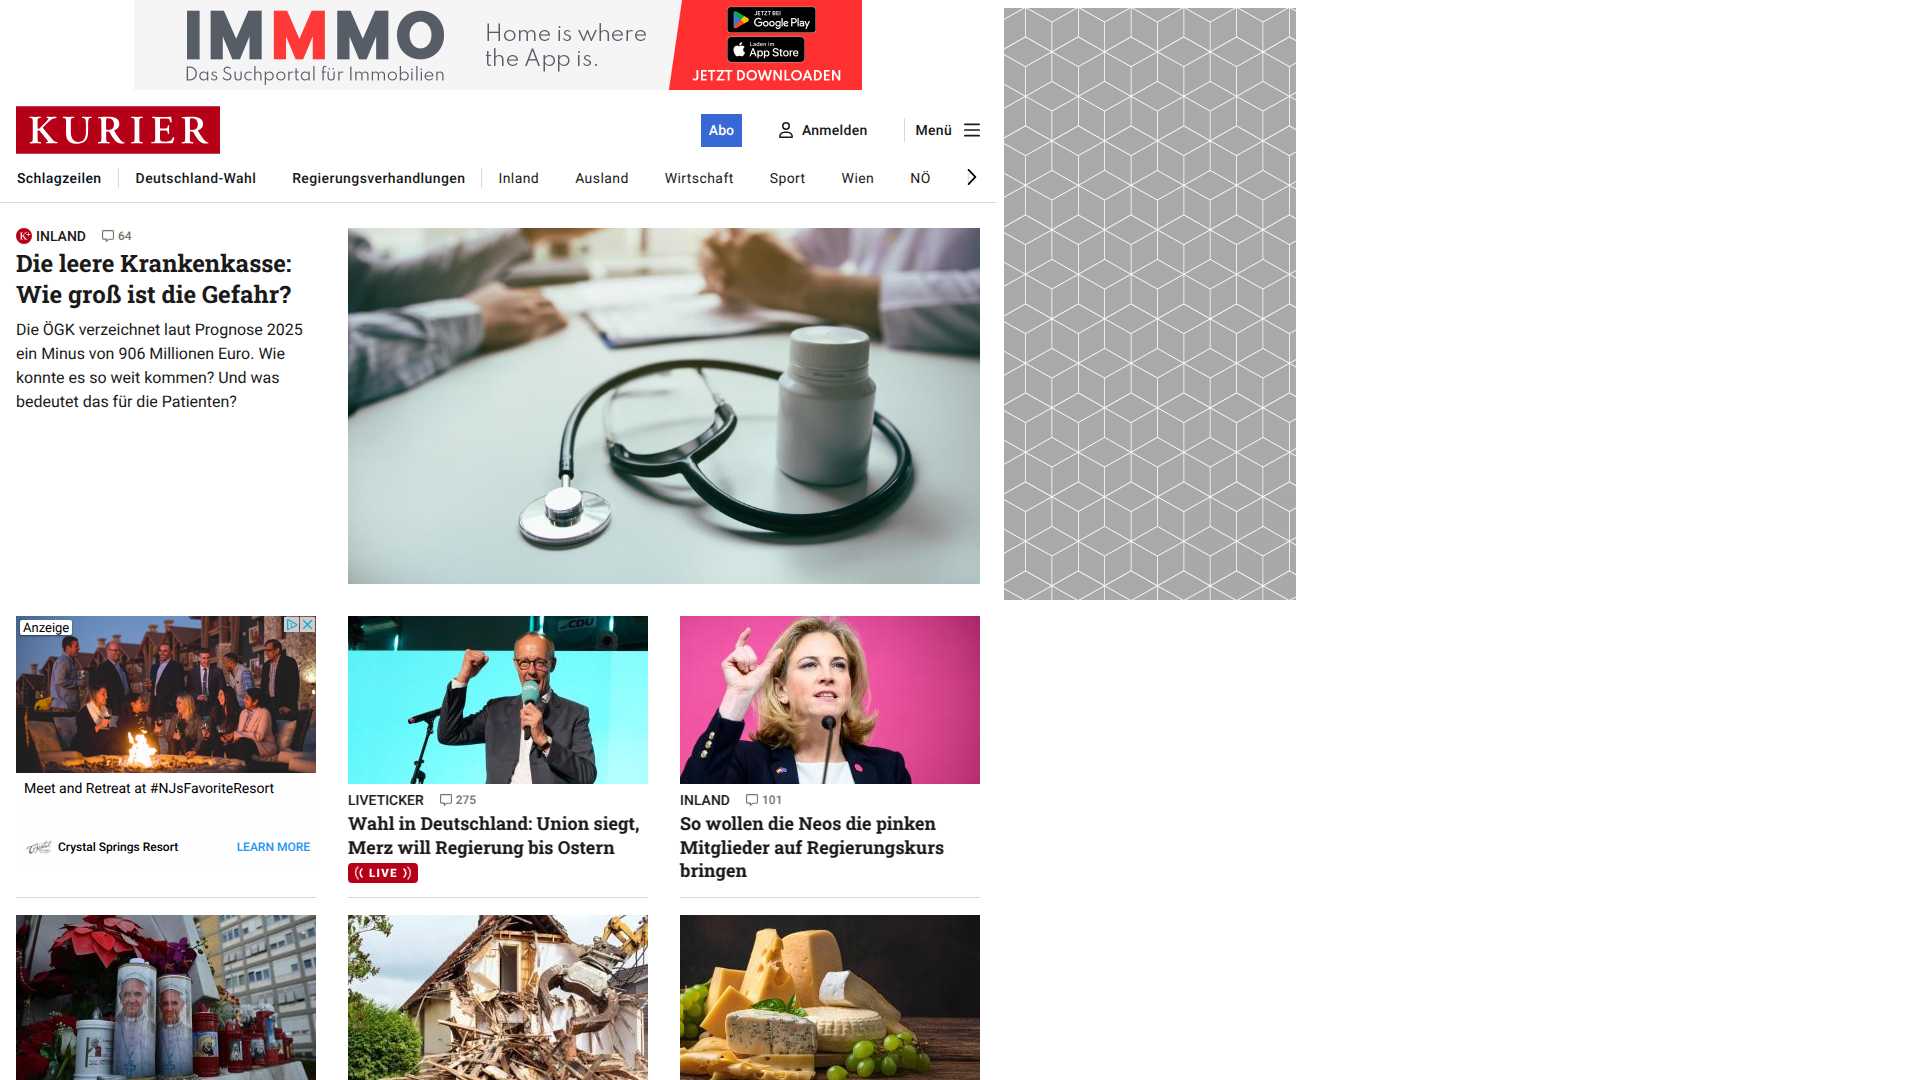 IMMMO
Das Suchportal für Immobilien
Home is where
the App is.
JETZT BEI
Google Play
Laden im
App Store
JETZT DOWNLOADEN
KURIER
Abo
Anmelden
Menü
Schlagzeilen
Deutschland-Wahl
Regierungsverhandlungen
Inland
Ausland
Wirtschaft
Sport
Wien
NÖ
K+ INLAND 64
Die leere Krankenkasse:
Wie groß ist die Gefahr?
Die ÖGK verzeichnet laut Prognose 2025
ein Minus von 906 Millionen Euro. Wie
konnte es so weit kommen? Und was
bedeutet das für die Patienten?
Anzeige
Meet and Retreat at #NJsFavoriteResort
Crystal Springs Resort
LEARN MORE
CDU
LIVETICKER 275
Wahl in Deutschland: Union siegt,
Merz will Regierung bis Ostern
LIVE
INLAND 101
So wollen die Neos die pinken
Mitglieder auf Regierungskurs
bringen